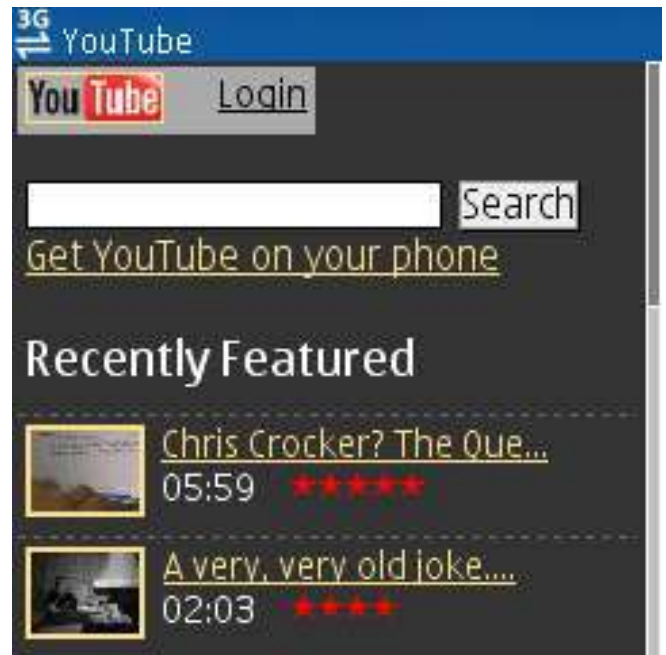 3G
YouTube
YouTube Login
Search
Get YouTube on your phone
Recently Featured
Chris Crocker? The Que...
05:59 ★★★★★
A very, very old joke....
02:03 ★★★★